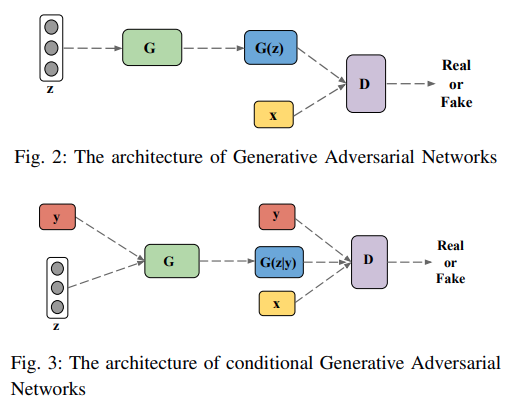 z
G
G(z)
x
D
Real
or
Fake
Fig. 2: The architecture of Generative Adversarial Networks
y
z
G
y
G(z|y)
x
D
Real
or
Fake
Fig. 3: The architecture of conditional Generative Adversarial
Networks